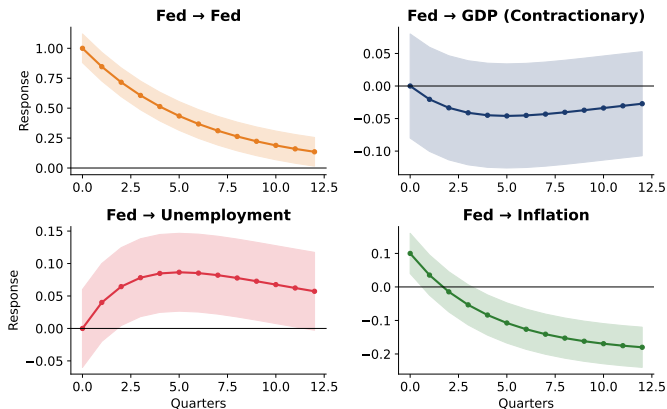 Fed → Fed
Response
1.00
0.75
0.50
0.25
0.00
0.0 2.5 5.0 7.5 10.0 12.5
Fed → GDP (Contractionary)
0.05
0.00
−0.05
−0.10
0.0 2.5 5.0 7.5 10.0 12.5
Fed → Unemployment
Response
0.15
0.10
0.05
0.00
−0.05
0.0 2.5 5.0 7.5 10.0 12.5
Quarters
Fed → Inflation
0.1
0.0
−0.1
−0.2
0.0 2.5 5.0 7.5 10.0 12.5
Quarters